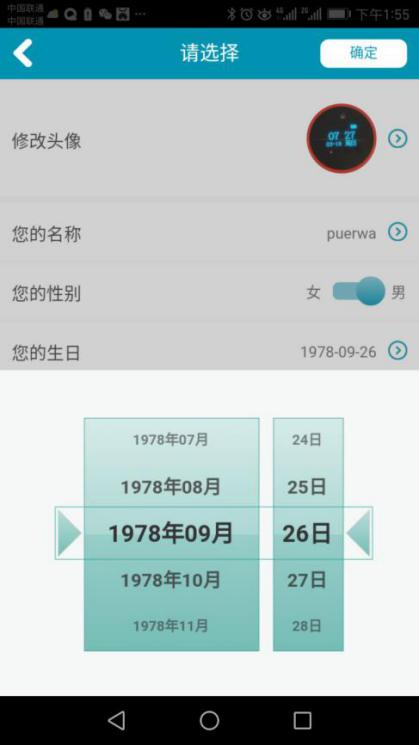 中国联通
中国联通
下午1:55
请选择
确定
修改头像
07 27
您的名称
puerwa
您的性别
女
男
您的生日
1978-09-26
1978年07月
24日
1978年08月
25日
1978年09月
26日
1978年10月
27日
1978年11月
28日